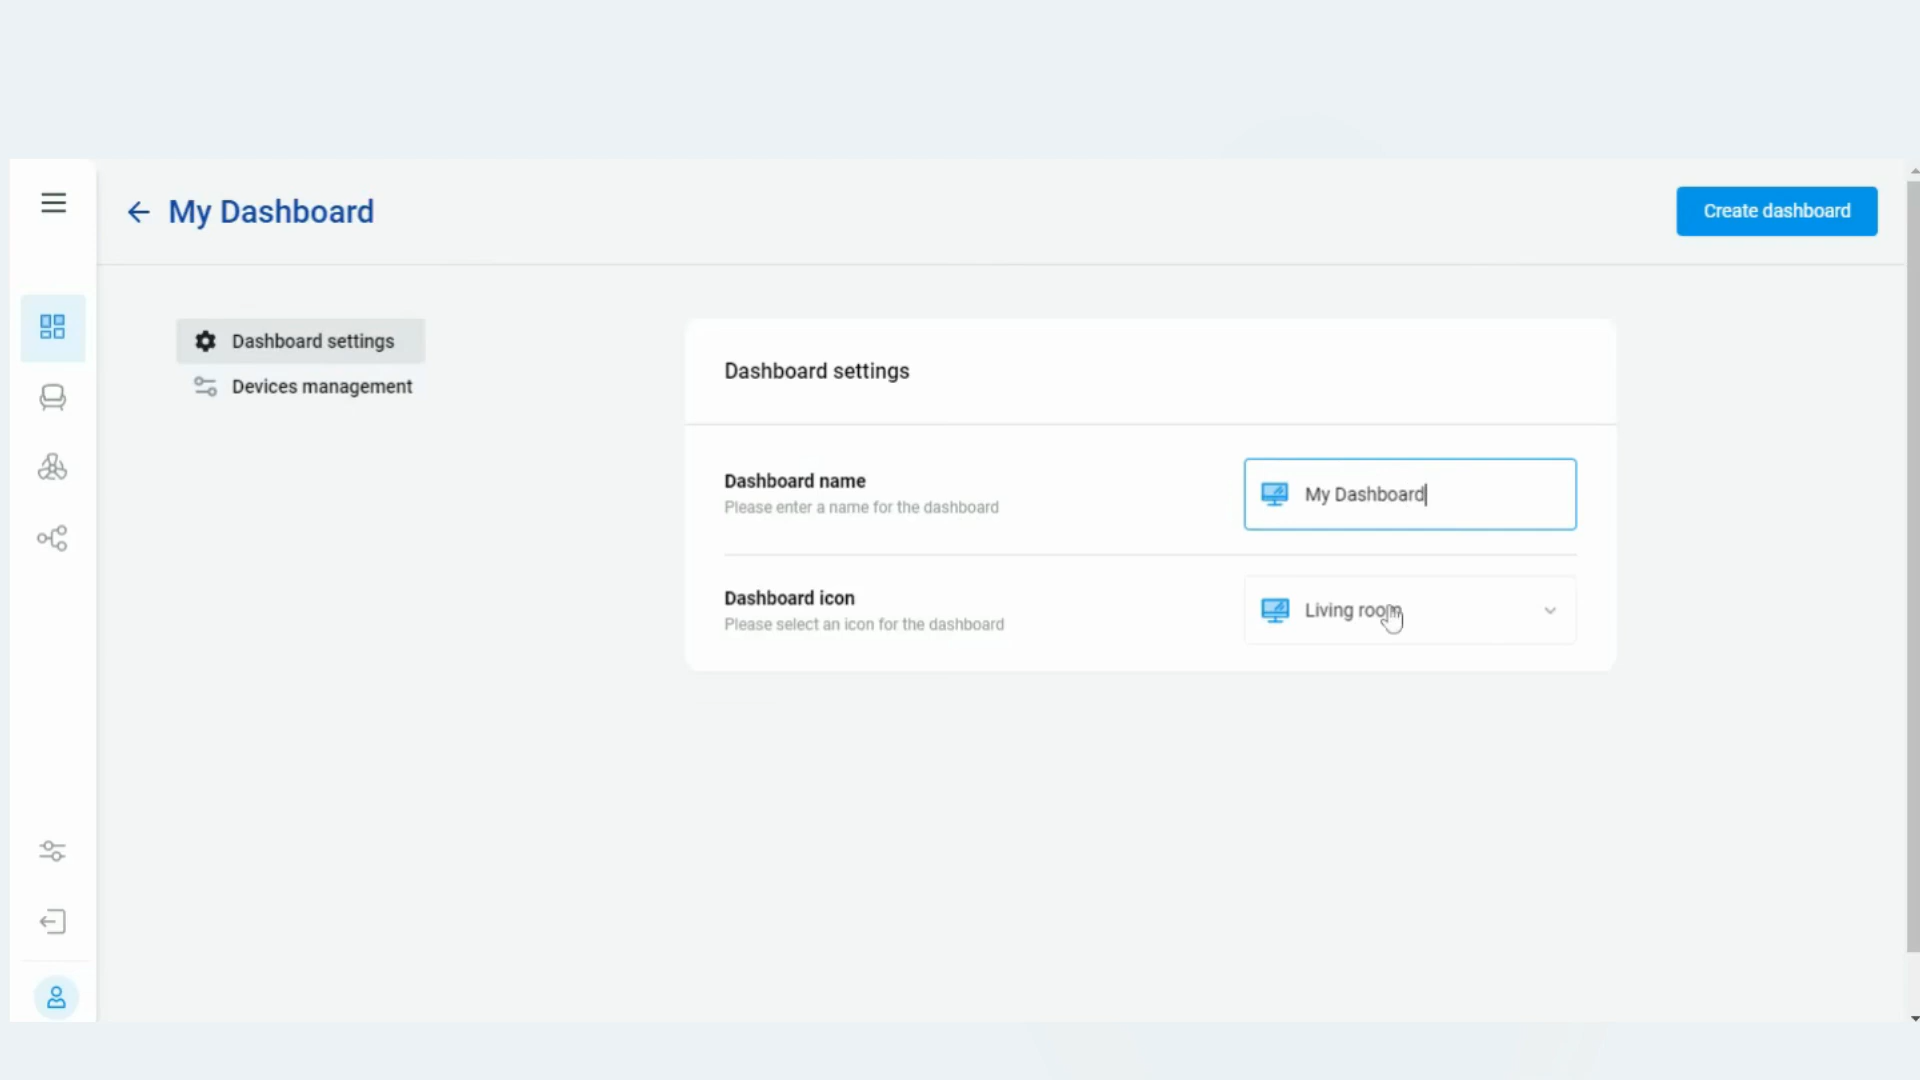 My Dashboard
Create dashboard
Dashboard settings
Devices management
Dashboard settings
Dashboard name
Please enter a name for the dashboard
My Dashboard
Dashboard icon
Please select an icon for the dashboard
Living room